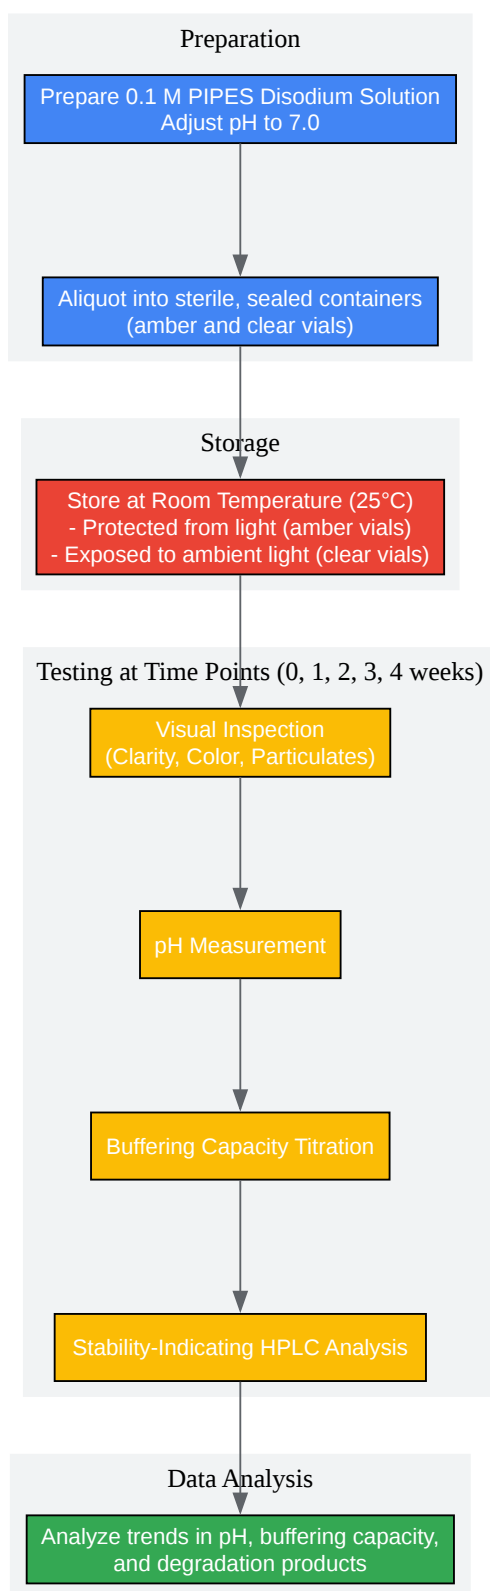 Preparation
Prepare 0.1 M PIPES Disodium Solution
Adjust pH to 7.0
Aliquot into sterile, sealed containers
(amber and clear vials)
Storage
Store at Room Temperature (25°C)
- Protected from light (amber vials)
- Exposed to ambient light (clear vials)
Testing at Time Points (0, 1, 2, 3, 4 weeks)
Visual Inspection
(Clarity, Color, Particulates)
pH Measurement
Buffering Capacity Titration
Stability-Indicating HPLC Analysis
Data Analysis
Analyze trends in pH, buffering capacity,
and degradation products